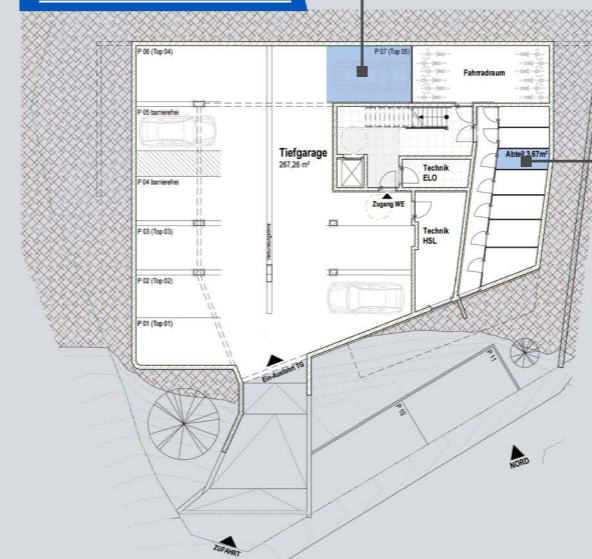 P 06 (Top 04)
P 07 (Top 05)
Fahrradraum
P 05 barrierefrei
Tiefgarage
267,26 m²
Abteil 3,67m²
Technik
ELO
P 04 barrierefrei
Zugang WE
Technik
HSL
P 03 (Top 03)
P 02 (Top 02)
P 01 (Top 01)
Ein-Ausfahrt TG
P 11
P 10
NORD
ZUFAHRT